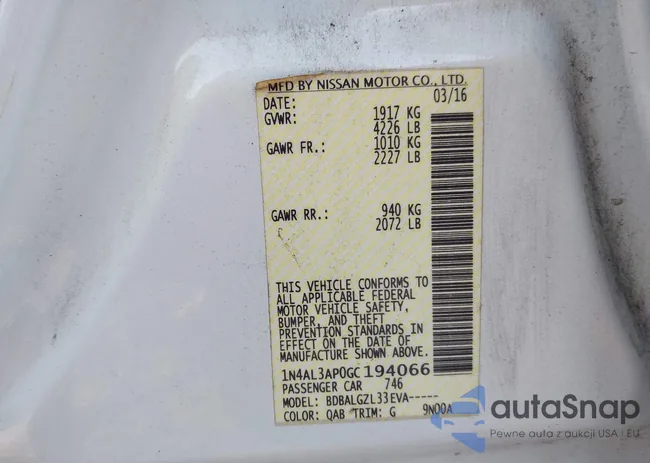 MFD BY NISSAN MOTOR CO., LTD.
DATE: 03/16
GVWR: 1917 KG
4226 LB
GAWR FR.: 1010 KG
2227 LB
GAWR RR.: 940 KG
2072 LB
THIS VEHICLE CONFORMS TO
ALL APPLICABLE FEDERAL
MOTOR VEHICLE SAFETY,
BUMPER, AND THEFT
PREVENTION STANDARDS IN
EFFECT ON THE DATE OF
MANUFACTURE SHOWN ABOVE.
1N4AL3AP0GC194066
PASSENGER CAR 746
MODEL: BDBALGZL33EVA-----
COLOR: QAB TRIM: G 9N00A
autoSnap
Pewne auto z aukcji USA i EU